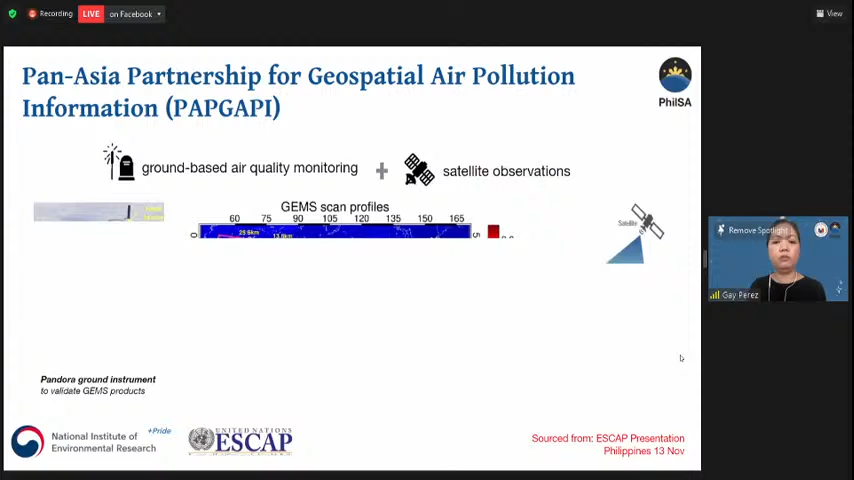 Recording
LIVE on Facebook
View
Pan-Asia Partnership for Geospatial Air Pollution
Information (PAPGAPI)
PhilSA
ground-based air quality monitoring + satellite observations
GEMS scan profiles
60 75 90 105 120 135 150 165
Satellite
Remove Spotlight
Gay Perez
Pandora ground instrument
to validate GEMS products
National Institute of
Environmental Research
+Pride
UNITED NATIONS
ESCAP
Sourced from: ESCAP Presentation
Philippines 13 Nov